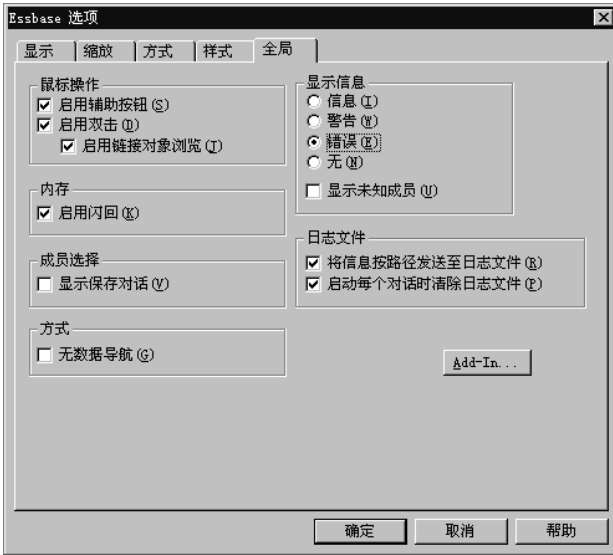 Essbase 选项
显示
缩放
方式
样式
全局
鼠标操作
启用辅助按钮(S)
启用双击(D)
启用链接对象浏览(J)
内存
启用闪回(K)
成员选择
显示保存对话(V)
方式
无数据导航(G)
显示信息
信息(I)
警告(W)
错误(E)
无(N)
显示未知成员(U)
日志文件
将信息按路径发送至日志文件(R)
启动每个对话时清除日志文件(P)
Add-In...
确定
取消
帮助